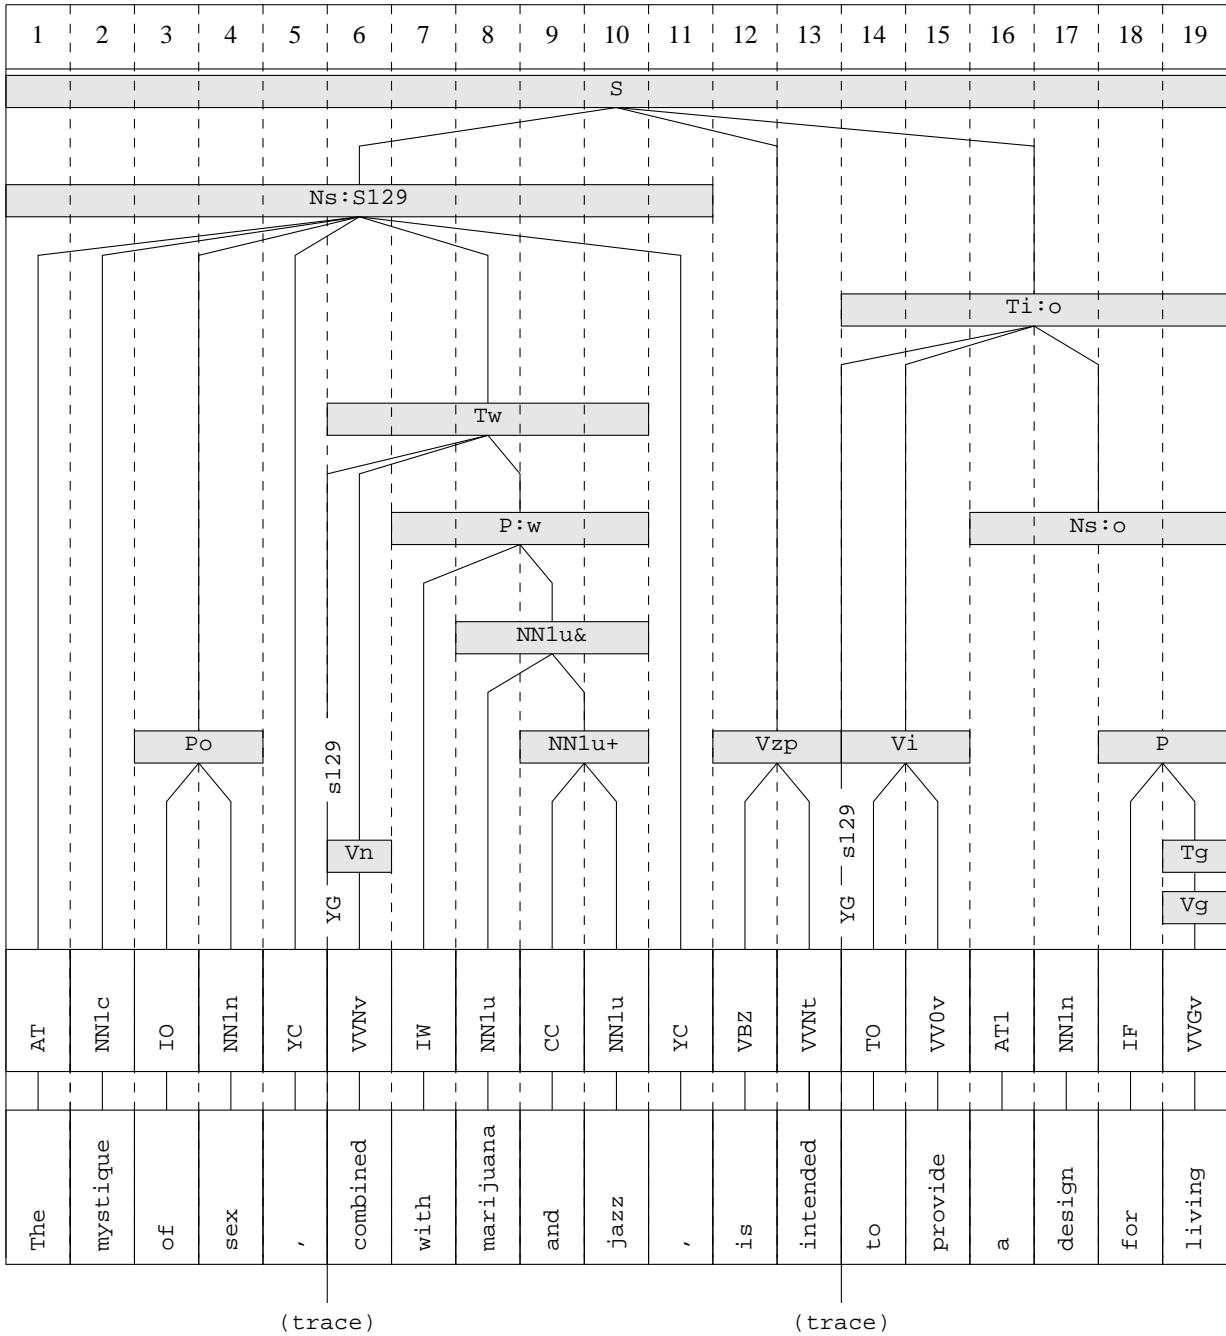 1 2 3 4 5 6 7 8 9 10 11 12 13 14 15 16 17 18 19
S
Ns:S129
Ti:o
Tw
P:w Ns:o
NN1u&
Po NN1u+ Vzp Vi P
s129 s129
Vn Tg
YG YG Vg
AT NN1c IO NN1n YC VVNv IW NN1u CC NN1u YC VBZ VVNt TO VV0v AT1 NN1n IF VVGv
The mystique of sex , combined with marijuana and jazz , is intended to provide a design for living
(trace) (trace)